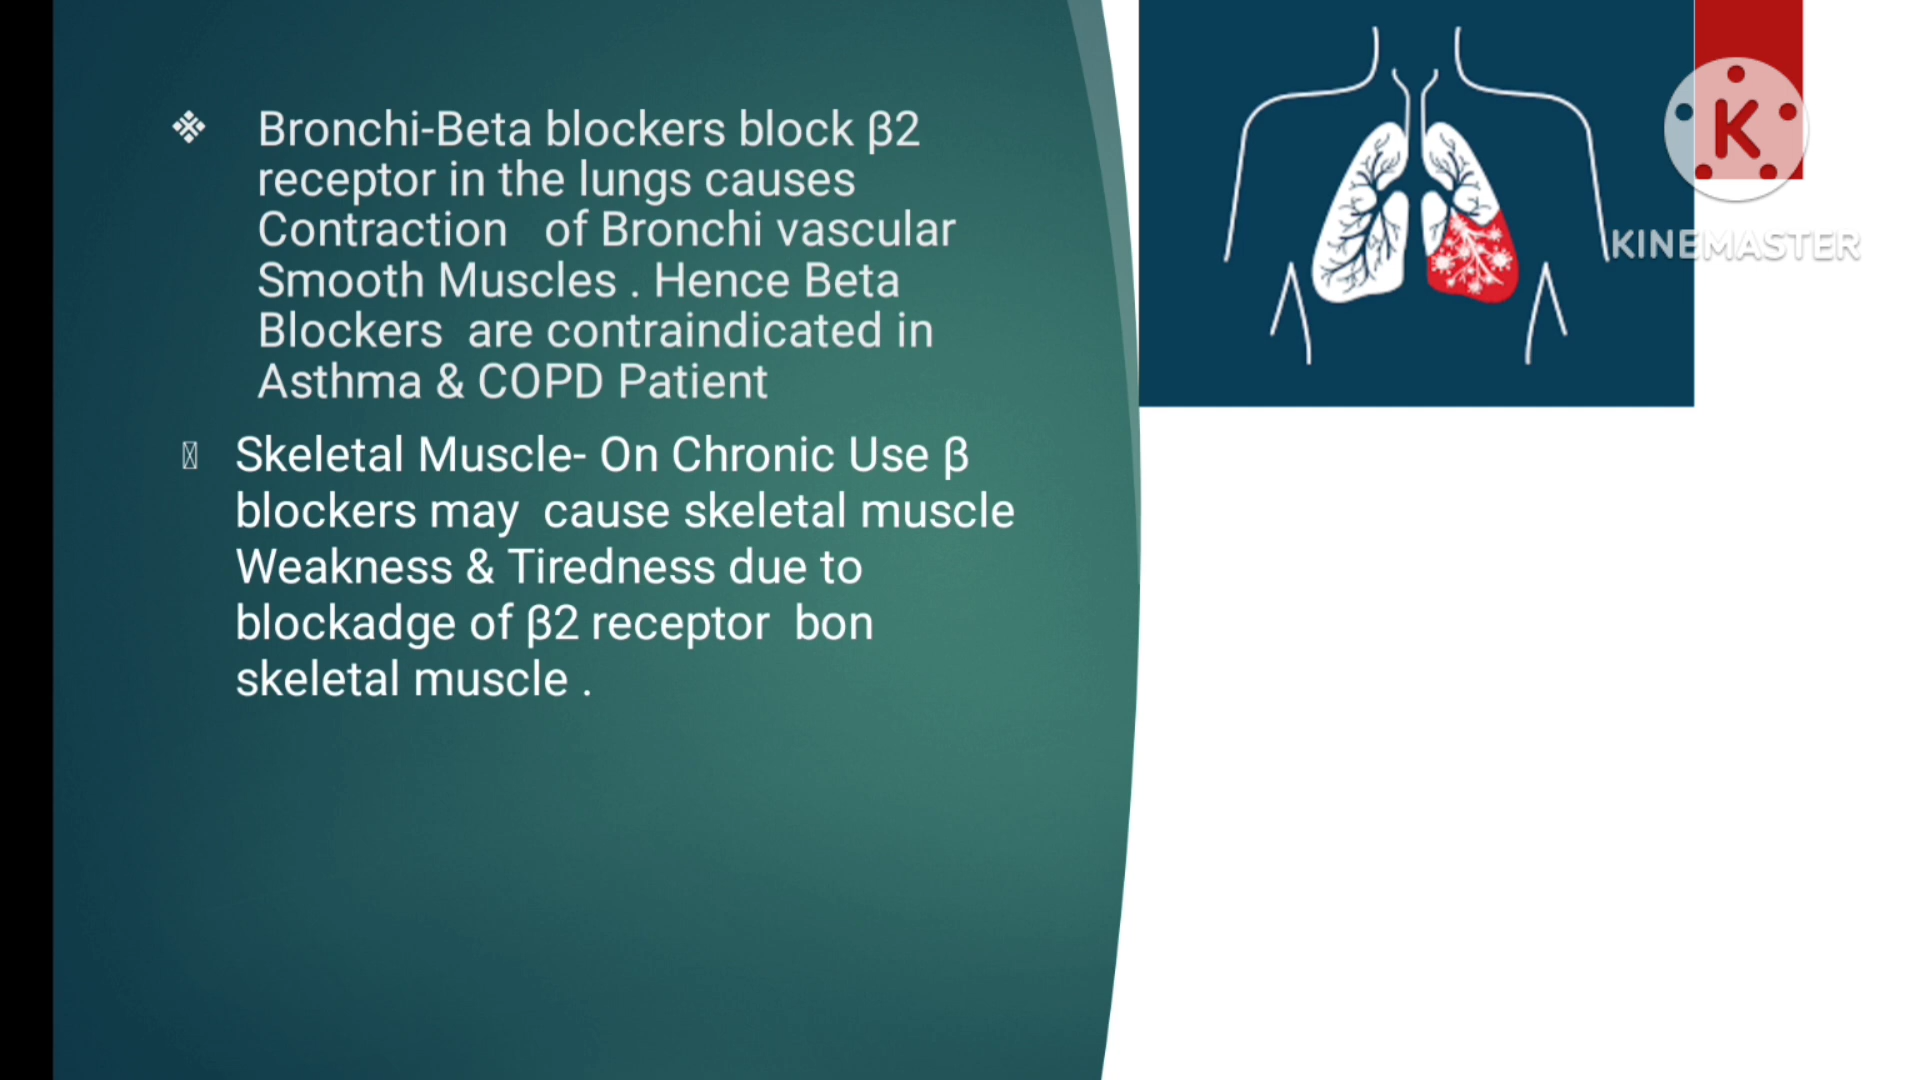 Bronchi-Beta blockers block β2
receptor in the lungs causes
Contraction of Bronchi vascular
Smooth Muscles . Hence Beta
Blockers are contraindicated in
Asthma & COPD Patient
Skeletal Muscle- On Chronic Use β
blockers may cause skeletal muscle
Weakness & Tiredness due to
blockadge of β2 receptor bon
skeletal muscle .
K
KINEMASTER